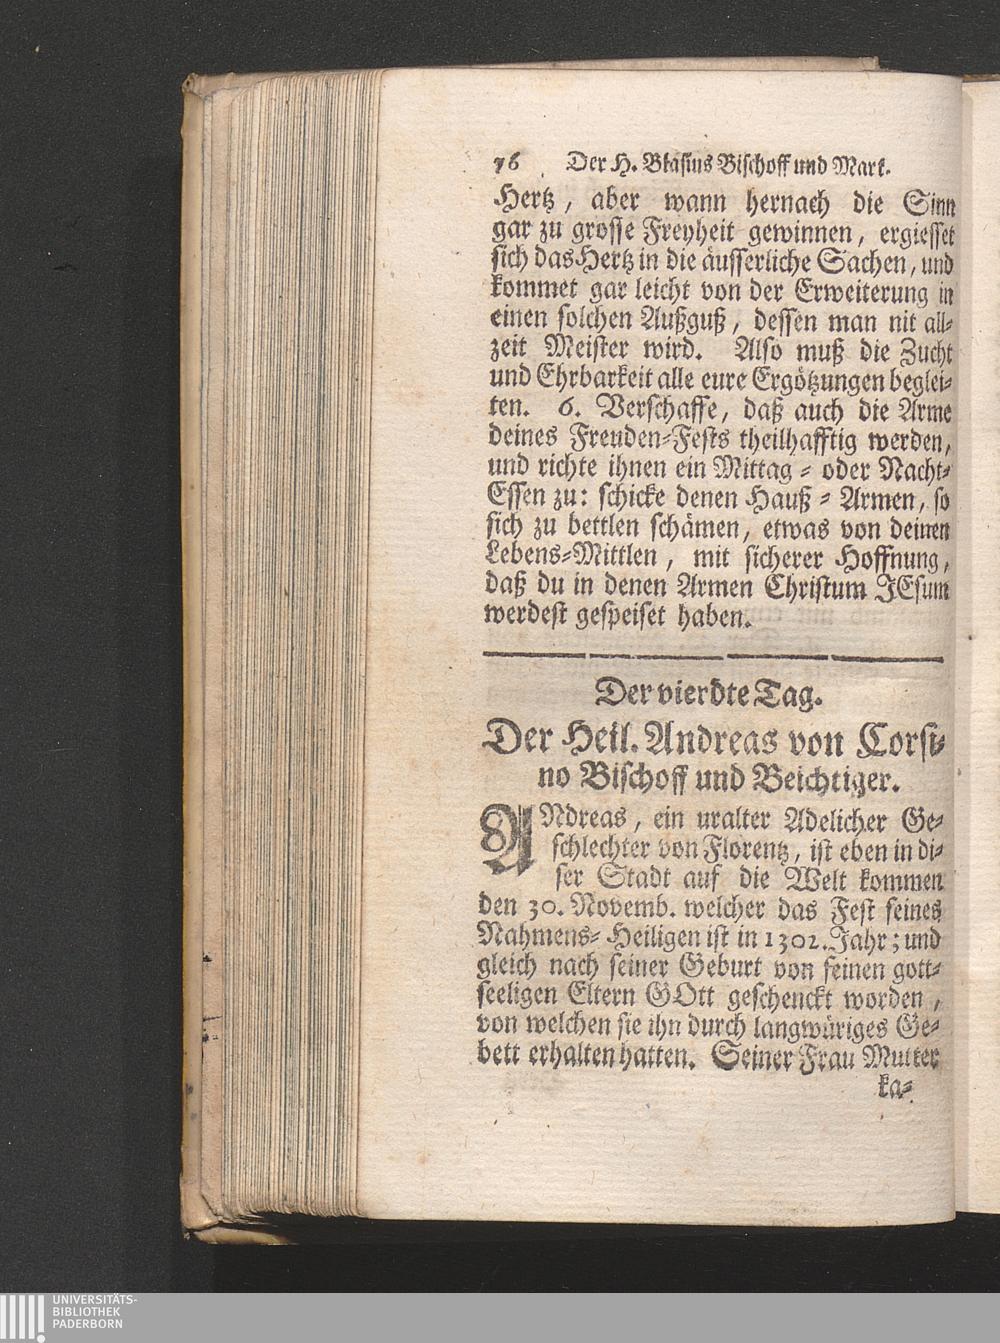 76 Der H. Blasius Bischoff und Mart.
Hertz, aber wann hernach die Sinn
gar zu grosse Freyheit gewinnen, ergiesset
sich das Hertz in die äusserliche Sachen, und
kommet gar leicht von der Erweiterung in
einen solchen Außguß, dessen man nit all-
zeit Meister wird. Also muß die Zucht
und Ehrbarkeit alle eure Ergötzungen beglei-
ten. 6. Verschaffe, daß auch die Arme
deines Freuden-Fests theilhafftig werden,
und richte ihnen ein Mittag- oder Nacht-
Essen zu: schicke denen Hauß-Armen, so
sich zu bettlen schämen, etwas von deinen
Lebens-Mittlen, mit sicherer Hoffnung,
daß du in denen Armen Christum JEsum
werdest gespeiset haben.
Der vierdte Tag.
Der Heil. Andreas von Corsi-
no Bischoff und Beichtiger.
ANdreas, ein uralter Adelicher Ge-
schlechter von Florentz, ist eben in di-
ser Stadt auf die Welt kommen
den 30. Novemb. welcher das Fest seines
Nahmens-Heiligen ist in 1302. Jahr; und
gleich nach seiner Geburt von seinen gott-
seeligen Eltern GOtt geschenckt worden,
von welchen sie ihn durch langwüriges Ge-
bett erhalten hatten. Seiner Frau Mutter
ka-
UNIVERSITÄTS-
BIBLIOTHEK
PADERBORN